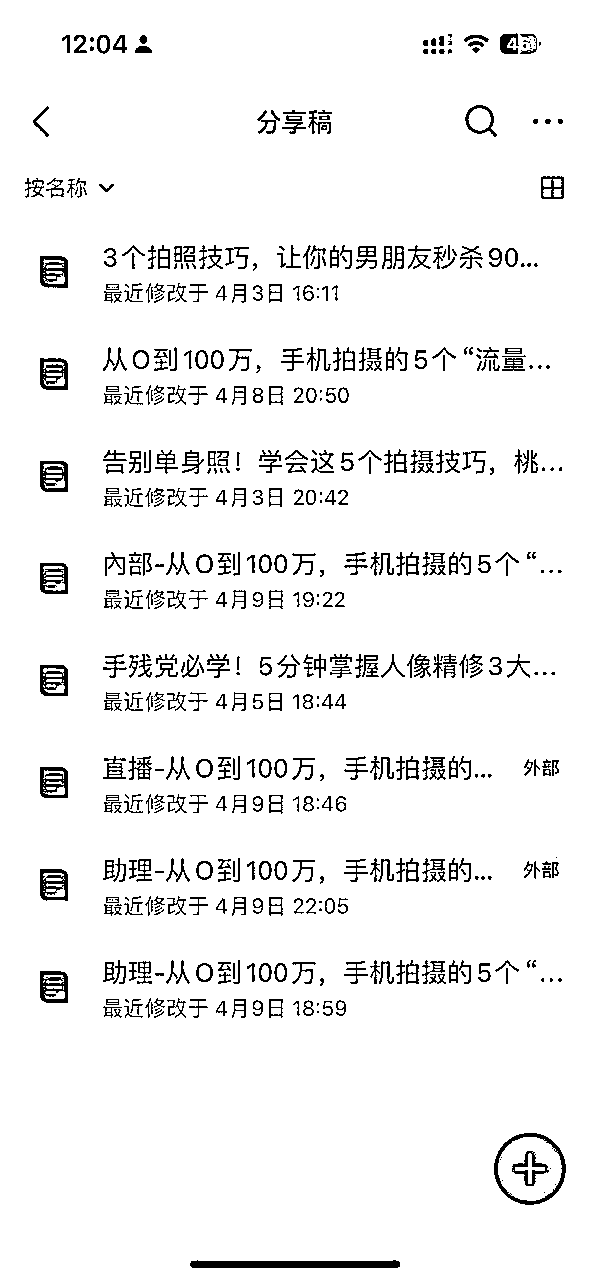 12:04
分享稿
按名称
3个拍照技巧，让你的男朋友秒杀90...
最近修改于 4月3日 16:11
从0到100万，手机拍摄的5个“流量...
最近修改于 4月8日 20:50
告别单身照！学会这5个拍摄技巧，桃...
最近修改于 4月3日 20:42
内部-从0到100万，手机拍摄的5个“...
最近修改于 4月9日 19:22
手残党必学！5分钟掌握人像精修3大...
最近修改于 4月5日 18:44
直播-从0到100万，手机拍摄的... 外部
最近修改于 4月9日 18:46
助理-从0到100万，手机拍摄的... 外部
最近修改于 4月9日 22:05
助理-从0到100万，手机拍摄的5个“...
最近修改于 4月9日 18:59